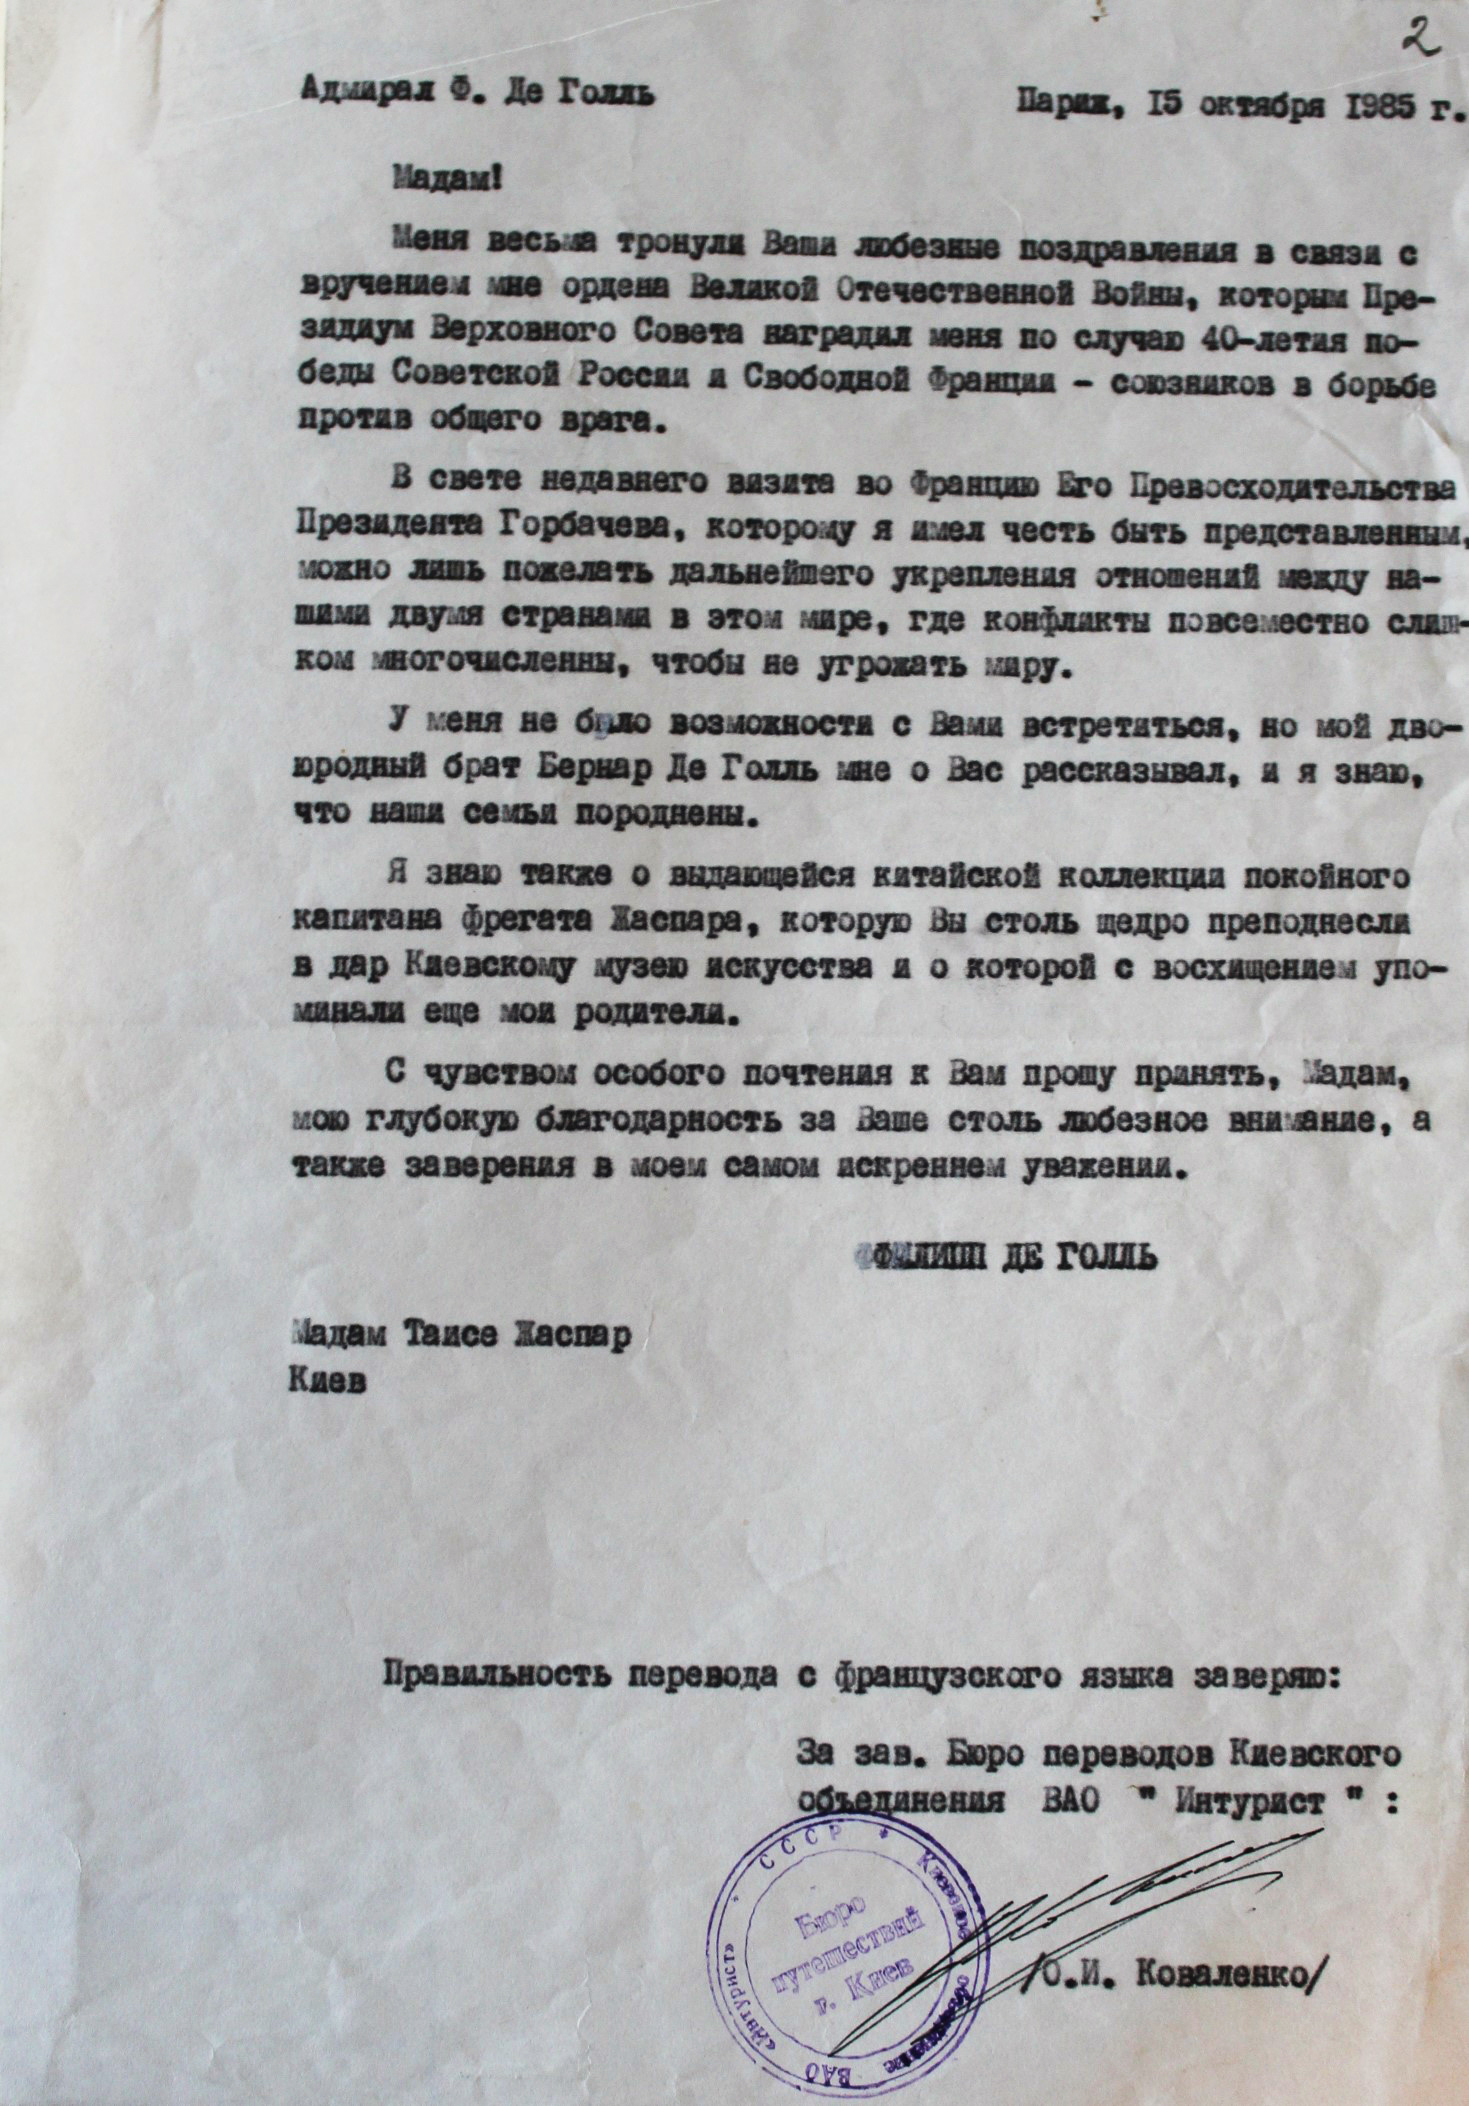 2
Адмирал Ф. Де Голль
Париж, 15 октября 1985 г.
Мадам!
Меня весьма тронули Ваши любезные поздравления в связи с
вручением мне ордена Великой Отечественной Войны, которым Пре-
зидиум Верховного Совета наградил меня по случаю 40-летия по-
беды Советской России и Свободной Франции - союзников в борьбе
против общего врага.
В свете недавнего визита во Францию Его Превосходительства
Президента Горбачева, которому я имел честь быть представленным,
можно лишь пожелать дальнейшего укрепления отношений между на-
шими двумя странами в этом мире, где конфликты повсеместно слиш-
ком многочисленны, чтобы не угрожать миру.
У меня не было возможности с Вами встретиться, но мой дво-
юродный брат Бернар Де Голль мне о Вас рассказывал, и я знаю,
что наши семьи породнены.
Я знаю также о выдающейся китайской коллекции покойного
капитана фрегата Жаспара, которую Вы столь щедро преподнесли
в дар Киевскому музею искусства и о которой с восхищением упо-
минали еще мои родители.
С чувством особого почтения к Вам прошу принять, Мадам,
мою глубокую благодарность за Ваше столь любезное внимание, а
также заверения в моем самом искреннем уважении.
ФИЛИПП ДЕ ГОЛЛЬ
Мадам Таисе Жаспар
Киев
Правильность перевода с французского языка заверяю:
За зав. Бюро переводов Киевского
объединения ВАО " Интурист " :
/О.И. Коваленко/
* СССР * Киевское объединение ВАО «Интурист»
Бюро
путешествий
г. Киев